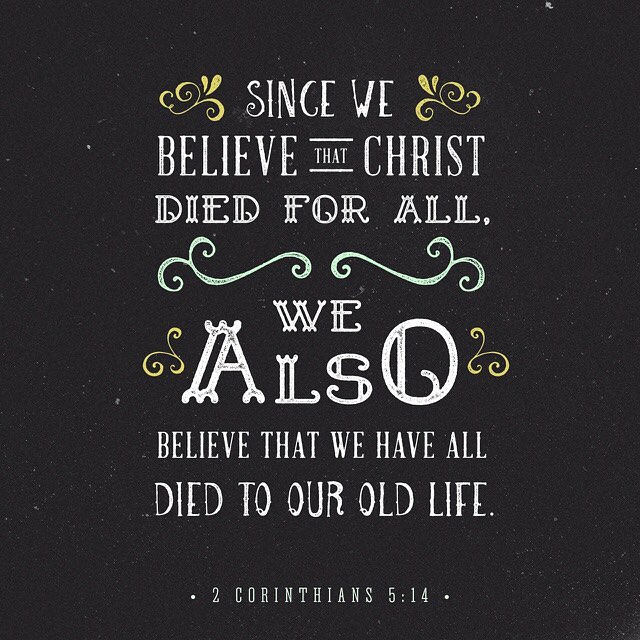 SINCE WE
BELIEVE THAT CHRIST
DIED FOR ALL,
WE
ALSO
BELIEVE THAT WE HAVE ALL
DIED TO OUR OLD LIFE.
• 2 CORINTHIANS 5:14 •